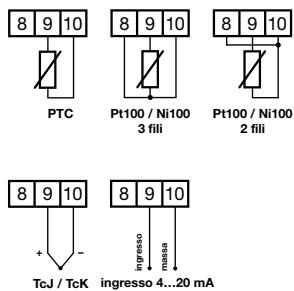 8 9 10
8 9 10
8 9 10
PTC
Pt100 / Ni100
3 fili
Pt100 / Ni100
2 fili
8 9 10
8 9 10
+
−
ingresso
massa
TcJ / TcK
ingresso 4...20 mA